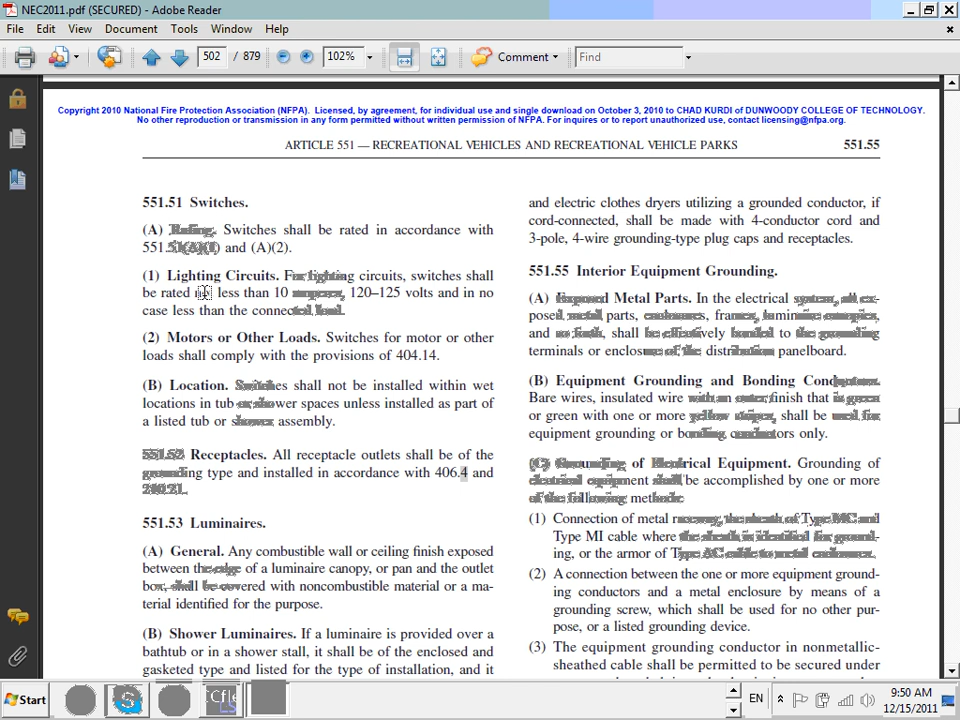 NEC2011.pdf (SECURED) - Adobe Reader
File Edit View Document Tools Window Help
502 / 879 102% Comment Find
Copyright 2010 National Fire Protection Association (NFPA). Licensed, by agreement, for individual use and single download on October 3, 2010 to CHAD KURDI of DUNWOODY COLLEGE OF TECHNOLOGY.
No other reproduction or transmission in any form permitted without written permission of NFPA. For inquires or to report unauthorized use, contact licensing@nfpa.org.
ARTICLE 551 — RECREATIONAL VEHICLES AND RECREATIONAL VEHICLE PARKS 551.55
551.51 Switches.
(A) Rating. Switches shall be rated in accordance with
551.51(A)(1) and (A)(2).
(1) Lighting Circuits. For lighting circuits, switches shall
be rated not less than 10 amperes, 120–125 volts and in no
case less than the connected load.
(2) Motors or Other Loads. Switches for motor or other
loads shall comply with the provisions of 404.14.
(B) Location. Switches shall not be installed within wet
locations in tub or shower spaces unless installed as part of
a listed tub or shower assembly.
551.52 Receptacles. All receptacle outlets shall be of the
grounding type and installed in accordance with 406.4 and
210.21.
551.53 Luminaires.
(A) General. Any combustible wall or ceiling finish exposed
between the edge of a luminaire canopy, or pan and the outlet
box, shall be covered with noncombustible material or a ma-
terial identified for the purpose.
(B) Shower Luminaires. If a luminaire is provided over a
bathtub or in a shower stall, it shall be of the enclosed and
gasketed type and listed for the type of installation, and it
and electric clothes dryers utilizing a grounded conductor, if
cord-connected, shall be made with 4-conductor cord and
3-pole, 4-wire grounding-type plug caps and receptacles.
551.55 Interior Equipment Grounding.
(A) Exposed Metal Parts. In the electrical system, all ex-
posed metal parts, enclosures, frames, luminaire canopies,
and so forth, shall be effectively bonded to the grounding
terminals or enclosure of the distribution panelboard.
(B) Equipment Grounding and Bonding Conductors.
Bare wires, insulated wire with an outer finish that is green
or green with one or more yellow stripes, shall be used for
equipment grounding or bonding conductors only.
(C) Grounding of Electrical Equipment. Grounding of
electrical equipment shall be accomplished by one or more
of the following methods:
(1) Connection of metal raceway, the sheath of Type MC and
Type MI cable where the sheath is identified for ground-
ing, or the armor of Type AC cable to metal enclosures.
(2) A connection between the one or more equipment ground-
ing conductors and a metal enclosure by means of a
grounding screw, which shall be used for no other pur-
pose, or a listed grounding device.
(3) The equipment grounding conductor in nonmetallic-
sheathed cable shall be permitted to be secured under
Start EN 9:50 AM
12/15/2011